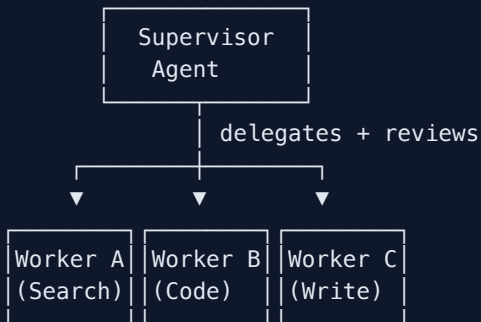 Supervisor
Agent
delegates + reviews
Worker A Worker B Worker C
(Search) (Code) (Write)